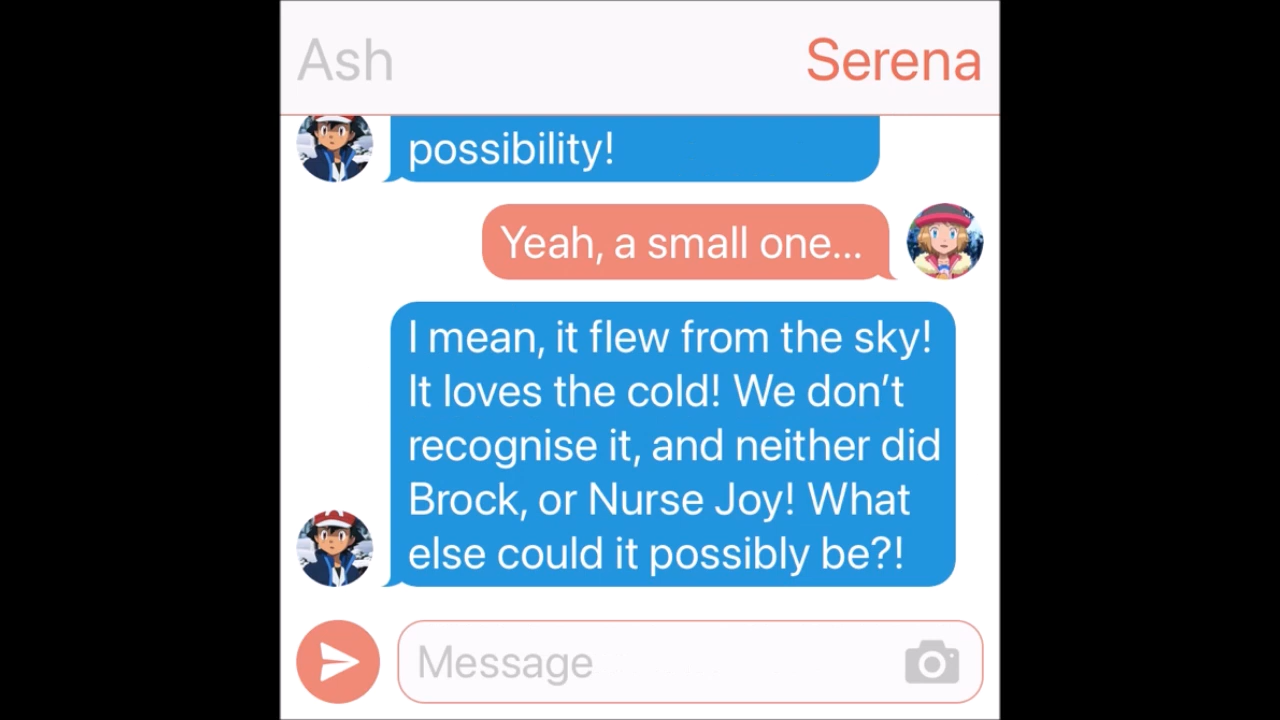 Ash
Serena
possibility!
Yeah, a small one...
I mean, it flew from the sky!
It loves the cold! We don’t
recognise it, and neither did
Brock, or Nurse Joy! What
else could it possibly be?!
Message